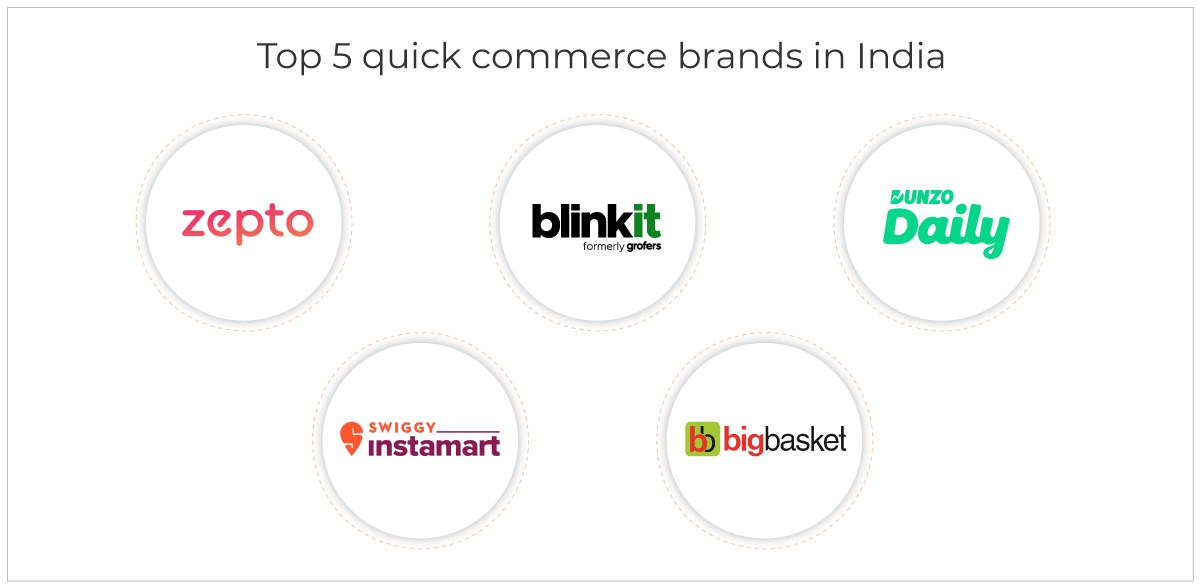 Top 5 quick commerce brands in India
zepto
blinkit
formerly grofers
DUNZO
Daily
SWIGGY
instamart
bb bigbasket